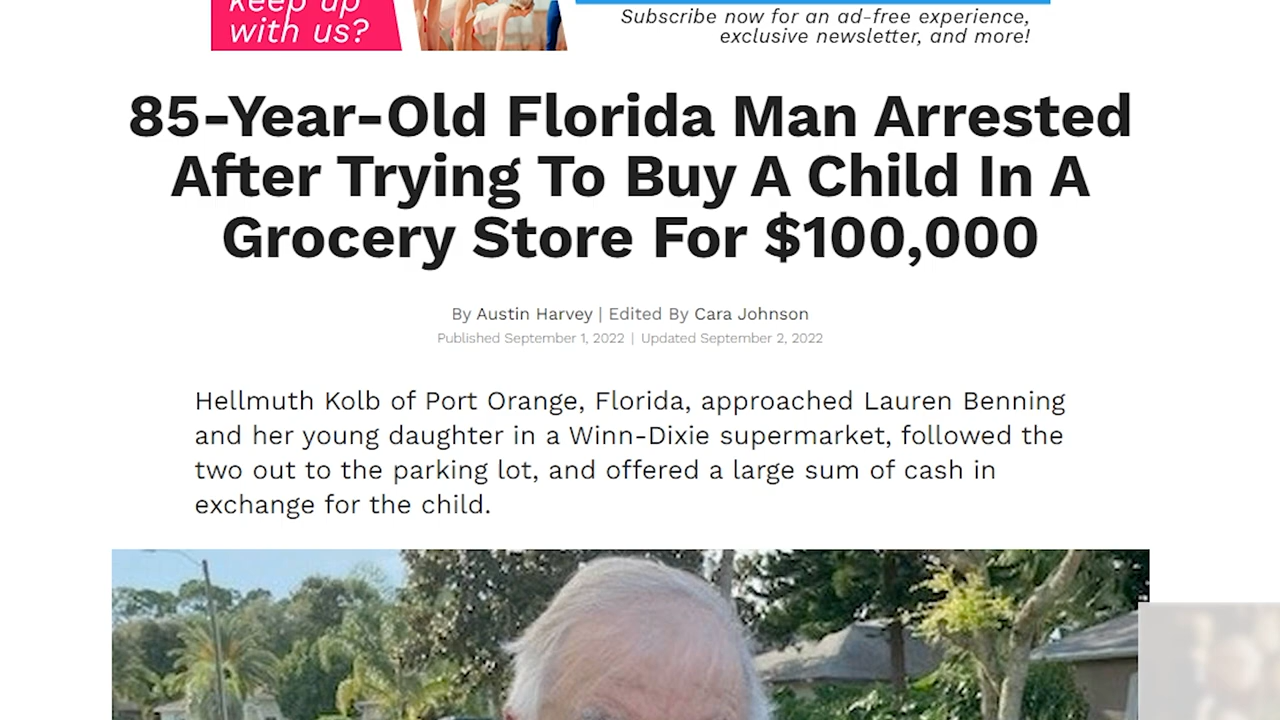 keep up
with us?
Subscribe now for an ad-free experience,
exclusive newsletter, and more!
85-Year-Old Florida Man Arrested
After Trying To Buy A Child In A
Grocery Store For $100,000
By Austin Harvey | Edited By Cara Johnson
Published September 1, 2022 | Updated September 2, 2022
Hellmuth Kolb of Port Orange, Florida, approached Lauren Benning
and her young daughter in a Winn-Dixie supermarket, followed the
two out to the parking lot, and offered a large sum of cash in
exchange for the child.